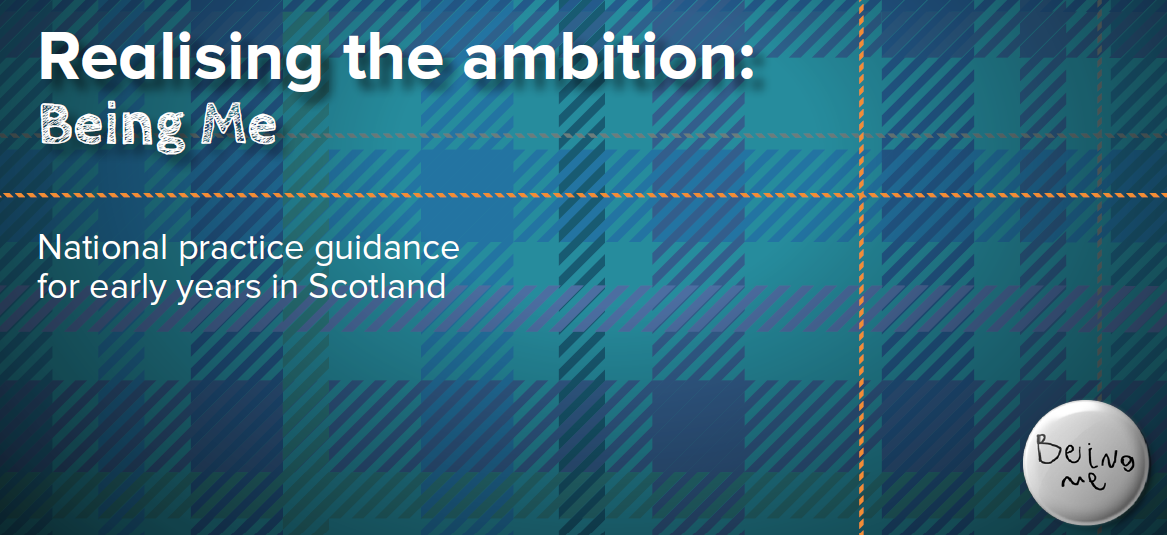 Realising the ambition:
Being Me
National practice guidance
for early years in Scotland
Being
me